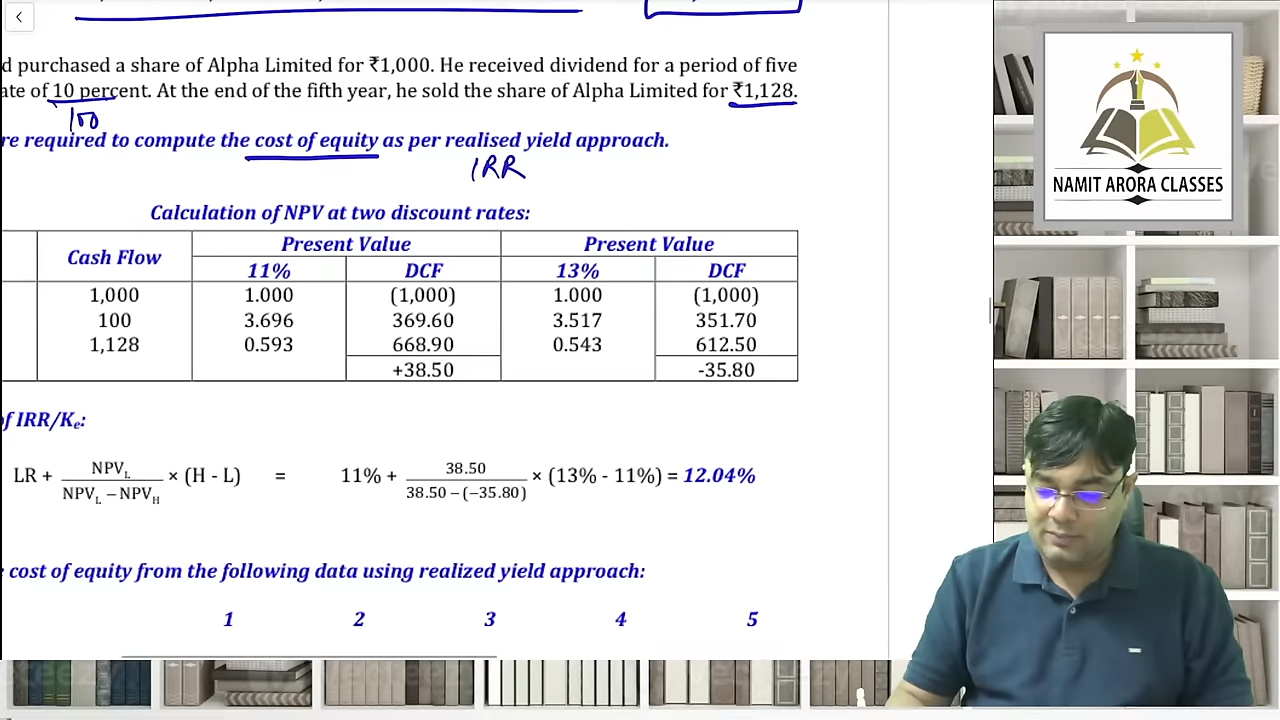 d purchased a share of Alpha Limited for ₹1,000. He received dividend for a period of five
ate of 10 percent. At the end of the fifth year, he sold the share of Alpha Limited for ₹1,128.
100
re required to compute the cost of equity as per realised yield approach.
IRR
Calculation of NPV at two discount rates:
Cash Flow Present Value Present Value
11% DCF 13% DCF
1,000 1.000 (1,000) 1.000 (1,000)
100 3.696 369.60 3.517 351.70
1,128 0.593 668.90 0.543 612.50
+38.50 -35.80
of IRR/Ke:
LR + NPVL / NPVL – NPVH × (H - L) = 11% + 38.50 / 38.50 – (–35.80) × (13% - 11%) = 12.04%
cost of equity from the following data using realized yield approach:
1 2 3 4 5
NAMIT ARORA CLASSES